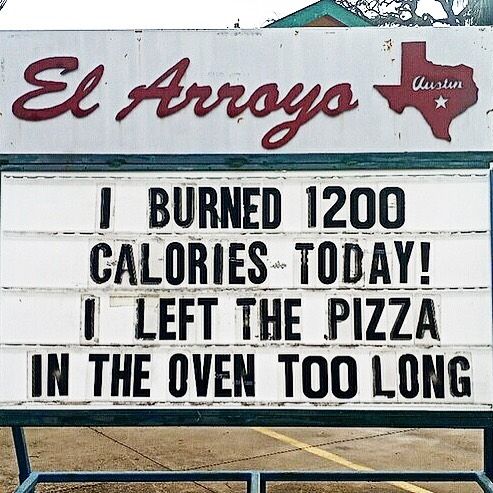 El Arroyo
Austin
I BURNED 1200
CALORIES TODAY!
I LEFT THE PIZZA
IN THE OVEN TOO LONG